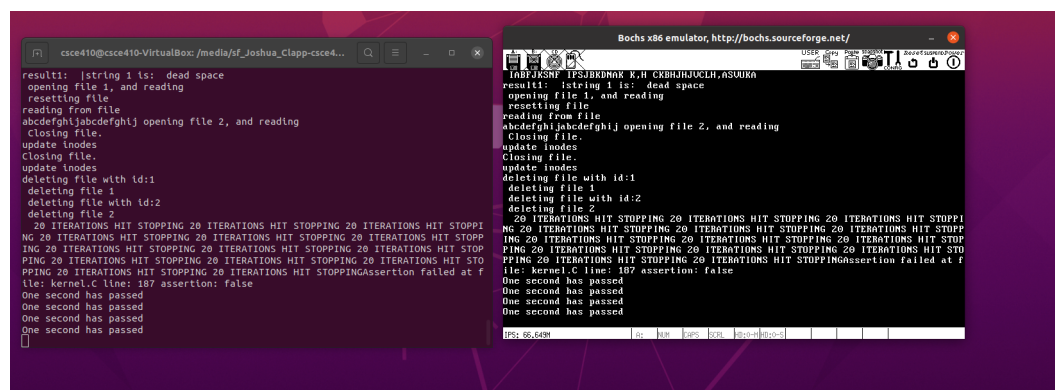 csce410@csce410-VirtualBox: /media/sf_Joshua_Clapp-csce4...
result1:  |string 1 is:  dead space
 opening file 1, and reading
 resetting file
reading from file
abcdefghijabcdefghij opening file 2, and reading
 Closing file.
update inodes
Closing file.
update inodes
deleting file with id:1
 deleting file 1
 deleting file with id:2
 deleting file 2
  20 ITERATIONS HIT STOPPING 20 ITERATIONS HIT STOPPING 20 ITERATIONS HIT STOPPI
NG 20 ITERATIONS HIT STOPPING 20 ITERATIONS HIT STOPPING 20 ITERATIONS HIT STOPP
ING 20 ITERATIONS HIT STOPPING 20 ITERATIONS HIT STOPPING 20 ITERATIONS HIT STOP
PING 20 ITERATIONS HIT STOPPING 20 ITERATIONS HIT STOPPING 20 ITERATIONS HIT STO
PPING 20 ITERATIONS HIT STOPPING 20 ITERATIONS HIT STOPPINGAssertion failed at f
ile: kernel.C line: 187 assertion: false
One second has passed
One second has passed
One second has passed
One second has passed
Bochs x86 emulator, http://bochs.sourceforge.net/
USER Copy Paste snapshot CONFIG Reset SUSPEND Power
IABFJKSNF IPSJBKDNAK K,H CKBHJHJVCLH,ASVUKA
result1:  |string 1 is:  dead space
 opening file 1, and reading
 resetting file
reading from file
abcdefghijabcdefghij opening file 2, and reading
 Closing file.
update inodes
Closing file.
update inodes
deleting file with id:1
 deleting file 1
 deleting file with id:2
 deleting file 2
  20 ITERATIONS HIT STOPPING 20 ITERATIONS HIT STOPPING 20 ITERATIONS HIT STOPPI
NG 20 ITERATIONS HIT STOPPING 20 ITERATIONS HIT STOPPING 20 ITERATIONS HIT STOPP
ING 20 ITERATIONS HIT STOPPING 20 ITERATIONS HIT STOPPING 20 ITERATIONS HIT STOP
PING 20 ITERATIONS HIT STOPPING 20 ITERATIONS HIT STOPPING 20 ITERATIONS HIT STO
PPING 20 ITERATIONS HIT STOPPING 20 ITERATIONS HIT STOPPINGAssertion failed at f
ile: kernel.C line: 187 assertion: false
One second has passed
One second has passed
One second has passed
One second has passed
IPS: 66.649M A: NUM CAPS SCRL HD:0-M HD:0-S